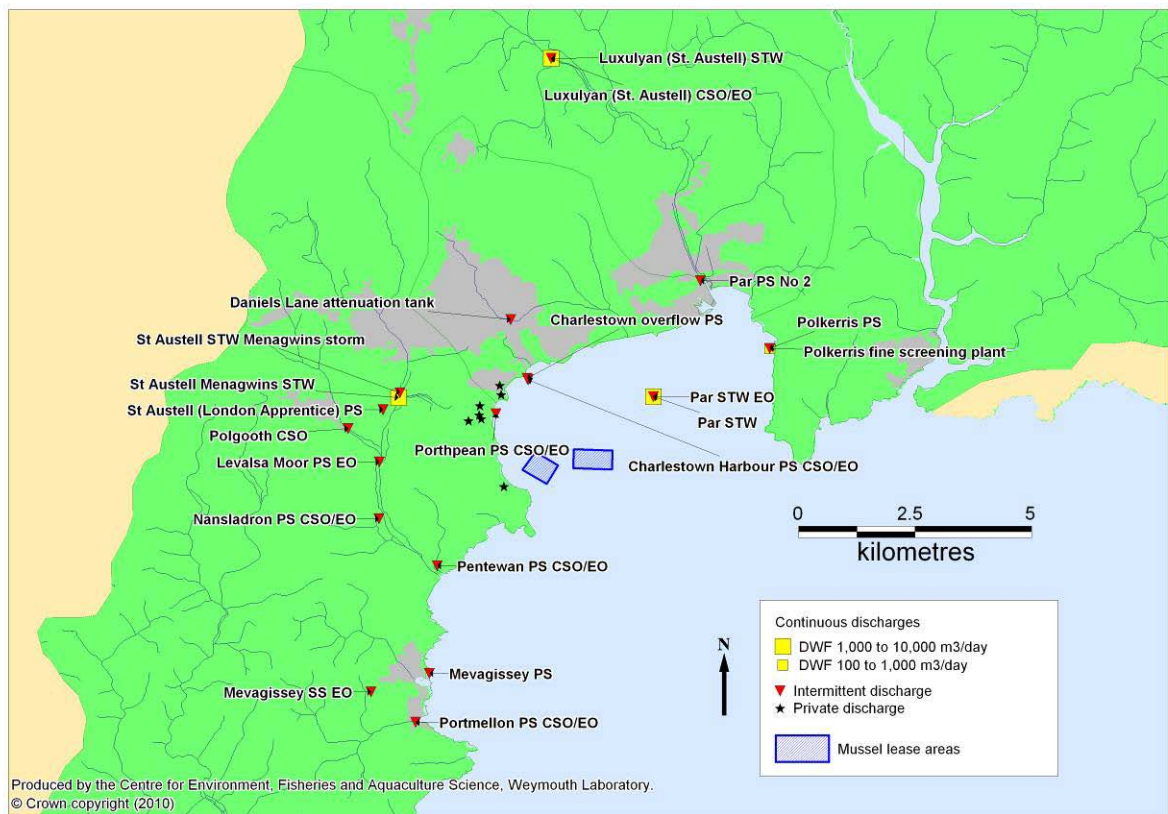 Luxulyan (St. Austell) STW
Luxulyan (St. Austell) CSO/EO
Par PS No 2
Daniels Lane attenuation tank
Charlestown overflow PS
Polkerris PS
St Austell STW Menagwins storm
Polkerris fine screening plant
St Austell Menagwins STW
Par STW EO
St Austell (London Apprentice) PS
Par STW
Polgooth CSO
Porthpean PS CSO/EO
Levalsa Moor PS EO
Charlestown Harbour PS CSO/EO
Nansladron PS CSO/EO
0 2.5 5
kilometres
Pentewan PS CSO/EO
Mevagissey PS
Mevagissey SS EO
Portmellon PS CSO/EO
N
Continuous discharges
DWF 1,000 to 10,000 m3/day
DWF 100 to 1,000 m3/day
Intermittent discharge
Private discharge
Mussel lease areas
Produced by the Centre for Environment, Fisheries and Aquaculture Science, Weymouth Laboratory.
© Crown copyright (2010)